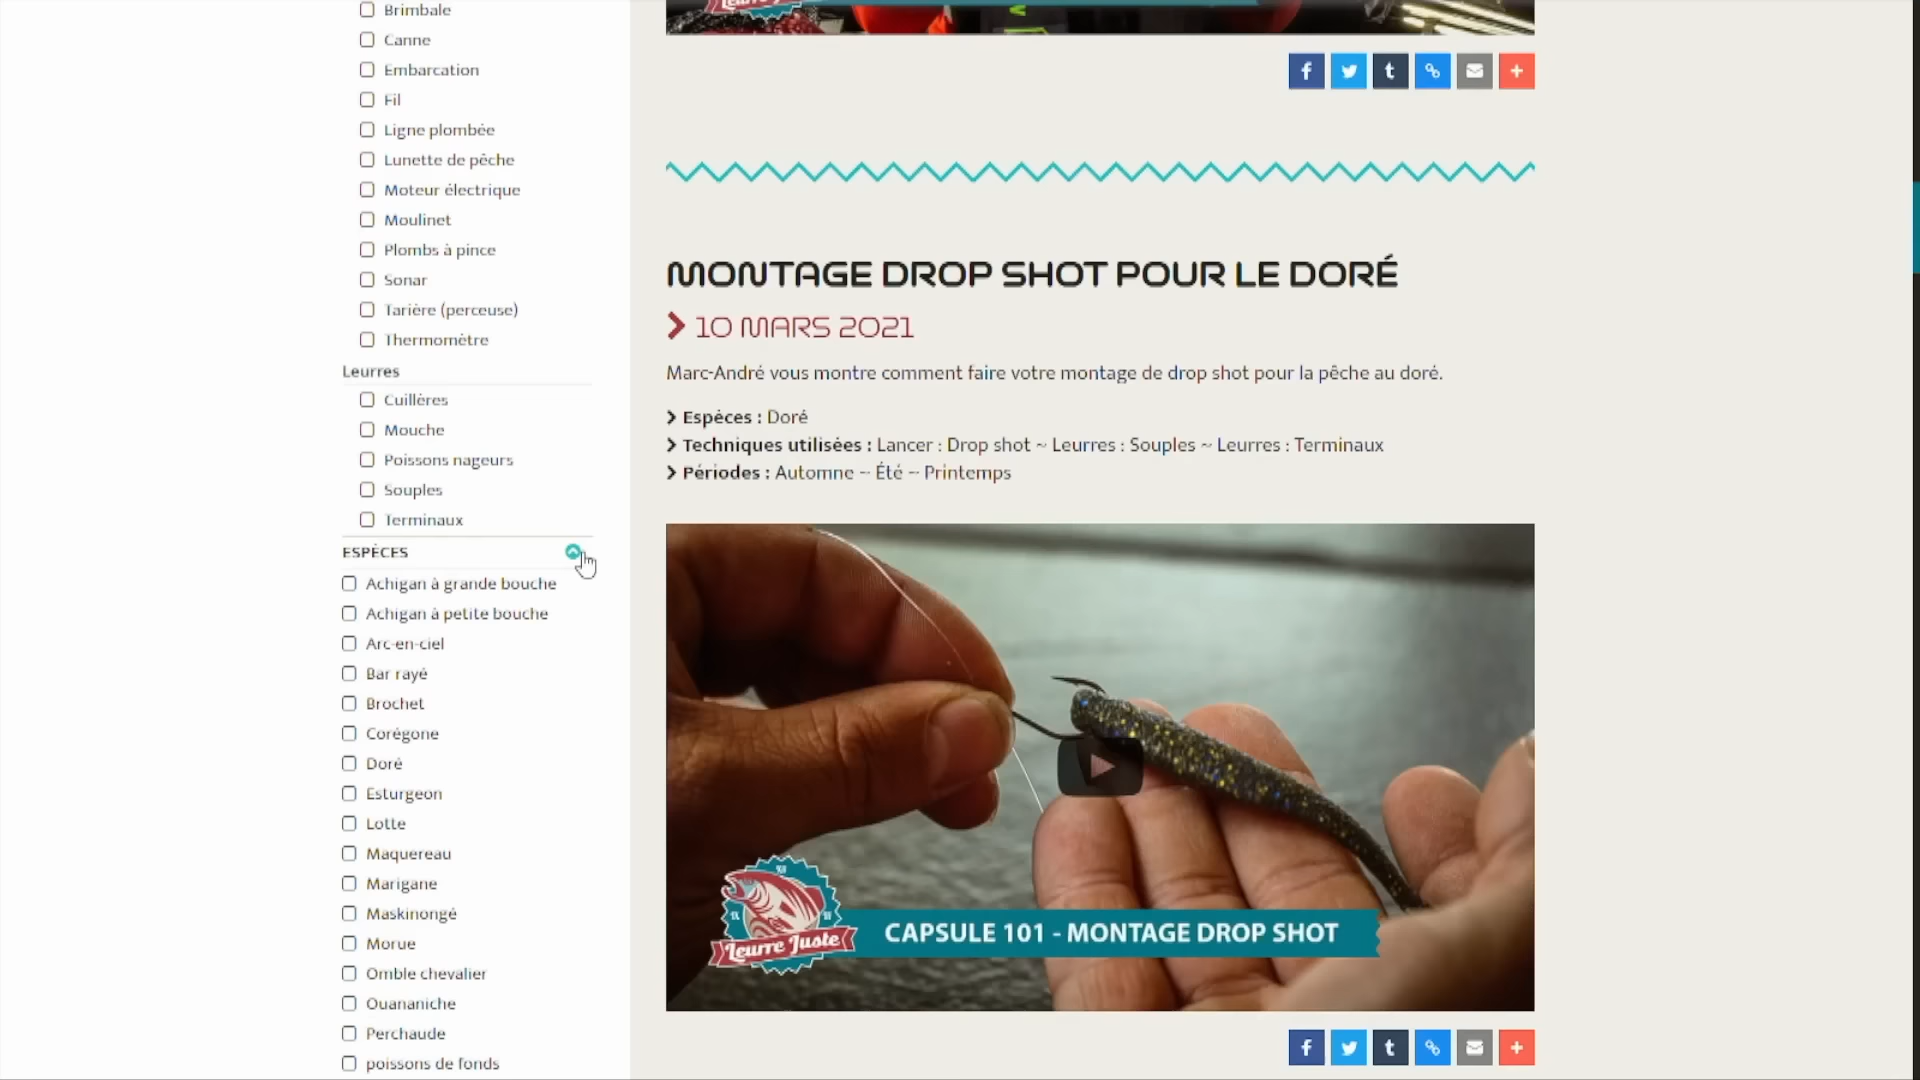 Brimbale
Canne
Embarcation
Fil
Ligne plombée
Lunette de pêche
Moteur électrique
Moulinet
Plombs à pince
Sonar
Tarière (perceuse)
Thermomètre
Leurres
Cuillères
Mouche
Poissons nageurs
Souples
Terminaux
ESPÈCES
Achigan à grande bouche
Achigan à petite bouche
Arc-en-ciel
Bar rayé
Brochet
Corégone
Doré
Esturgeon
Lotte
Maquereau
Marigane
Maskinongé
Morue
Omble chevalier
Ouananiche
Perchaude
poissons de fonds
MONTAGE DROP SHOT POUR LE DORÉ
10 MARS 2021
Marc-André vous montre comment faire votre montage de drop shot pour la pêche au doré.
Espèces : Doré
Techniques utilisées : Lancer : Drop shot ~ Leurres : Souples ~ Leurres : Terminaux
Périodes : Automne ~ Été ~ Printemps
Leurre Juste
CAPSULE 101 - MONTAGE DROP SHOT